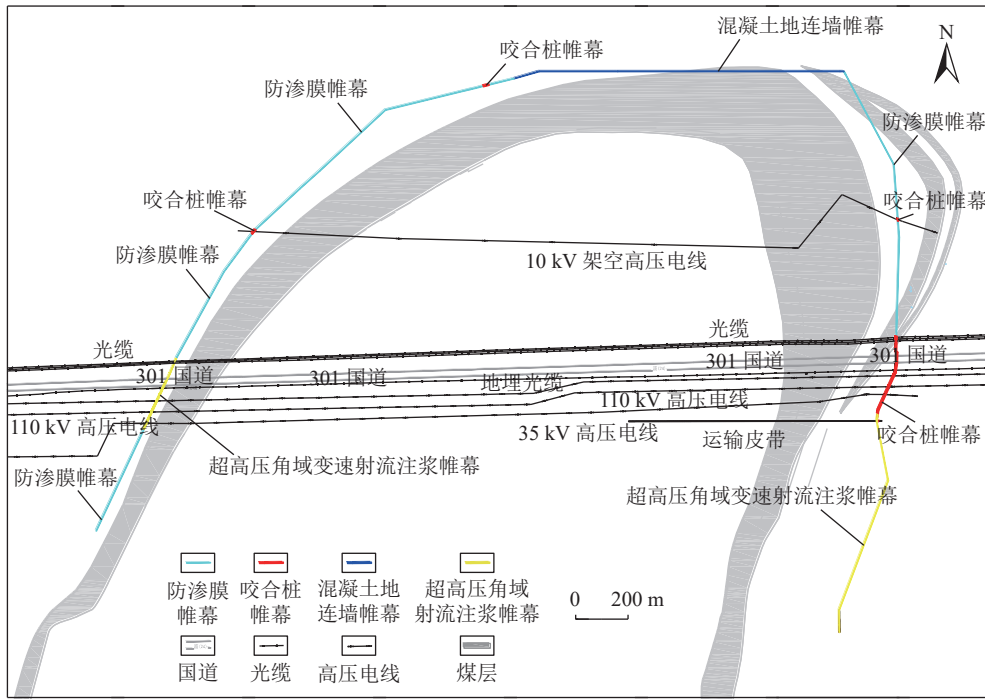 混凝土地连墙帷幕
N
咬合桩帷幕
防渗膜帷幕
防渗膜帷幕
咬合桩帷幕
咬合桩帷幕
防渗膜帷幕
10 kV 架空高压电线
光缆
光缆
301 国道
301 国道
301 国道
301 国道
地埋光缆
110 kV 高压电线
110 kV 高压电线
35 kV 高压电线
运输皮带
咬合桩帷幕
超高压角域变速射流注浆帷幕
防渗膜帷幕
超高压角域变速射流注浆帷幕
防渗膜
帷幕
咬合桩
帷幕
混凝土地
连墙帷幕
超高压角域
射流注浆帷幕
0 200 m
国道
光缆
高压电线
煤层